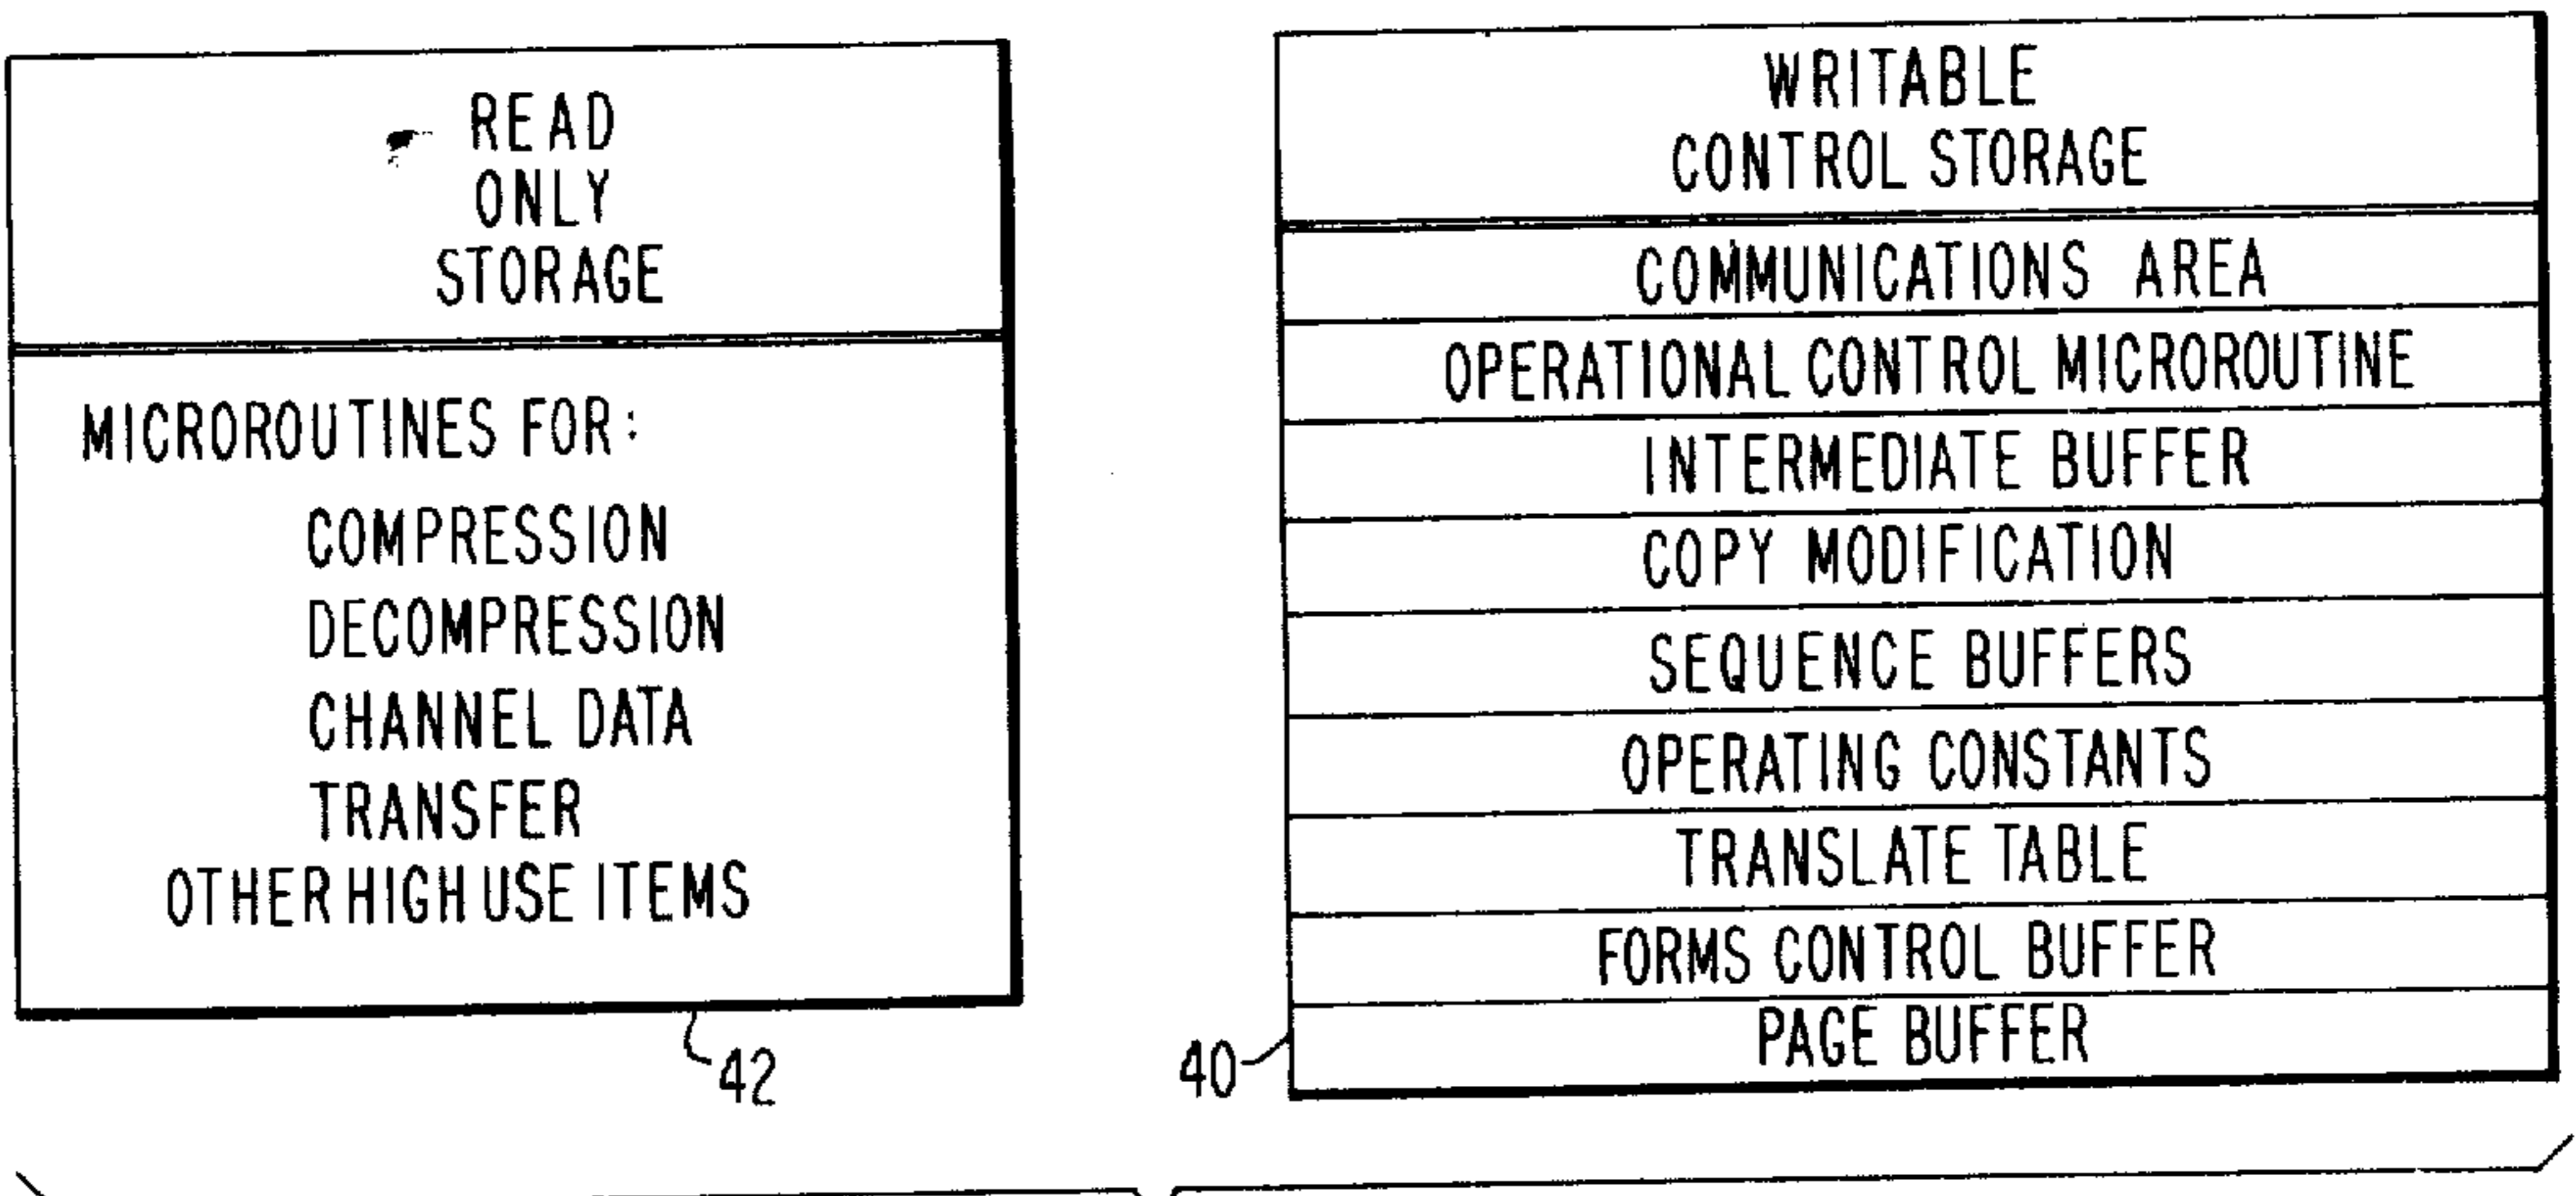 READ
ONLY
STORAGE
MICROROUTINES FOR:
COMPRESSION
DECOMPRESSION
CHANNEL DATA
TRANSFER
OTHER HIGH USE ITEMS
42
WRITABLE
CONTROL STORAGE
COMMUNICATIONS AREA
OPERATIONAL CONTROL MICROROUTINE
INTERMEDIATE BUFFER
COPY MODIFICATION
SEQUENCE BUFFERS
OPERATING CONSTANTS
TRANSLATE TABLE
FORMS CONTROL BUFFER
PAGE BUFFER
40